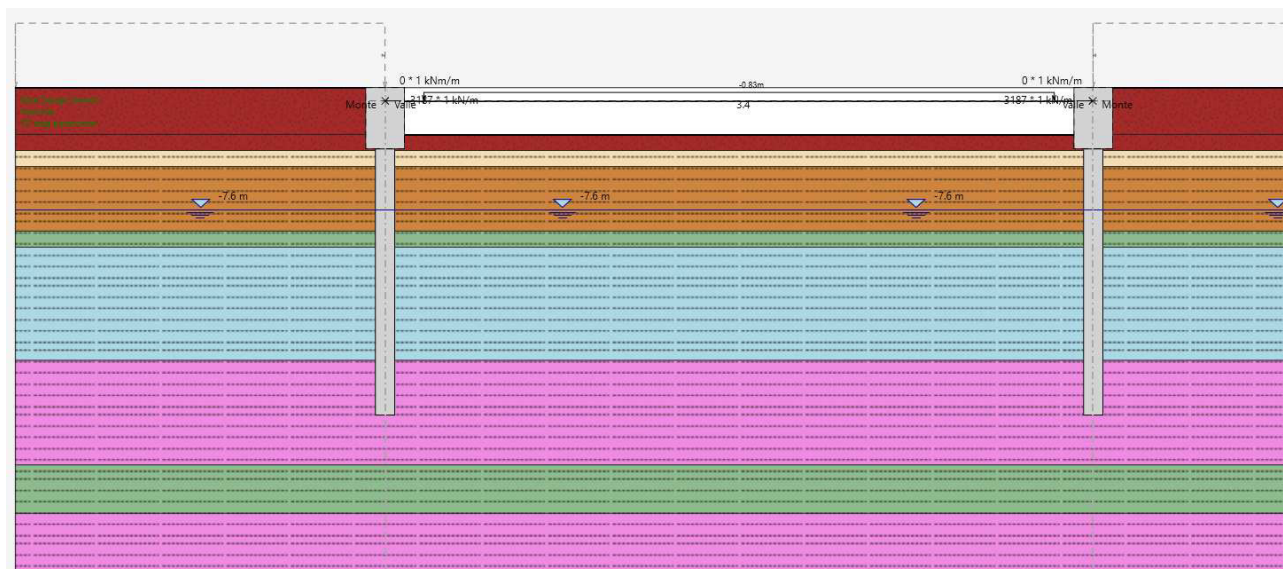 0 * 1 kNm/m
-0.83m
0 * 1 kNm/m
Monte
Valle
3187 * 1 kN/m
3.4
3187 * 1 kN/m
Valle
Monte
-7.6 m
-7.6 m
-7.6 m